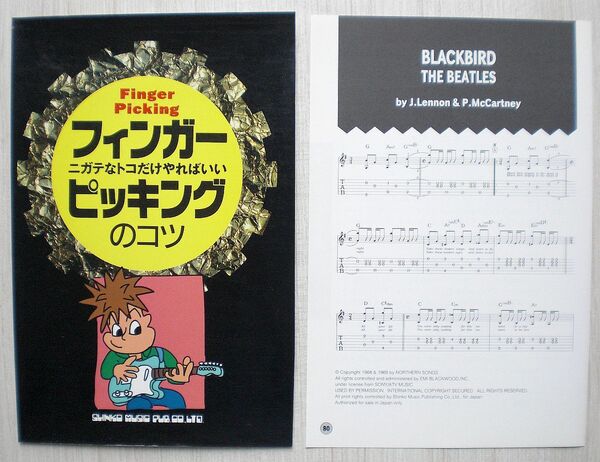 Finger
Picking
フィンガー
ニガテなトコだけやればいい
ピッキング
のコツ
SHINKO MUSIC PUB CO.,LTD.
BLACKBIRD
THE BEATLES
by J.Lennon & P.McCartney
© Copyright 1968 & 1969 by NORTHERN SONGS
All rights controlled and administered by EMI BLACKWOOD, INC.
under license from SONY/ATV MUSIC
USED BY PERMISSION. INTERNATIONAL COPYRIGHT SECURED. ALL RIGHTS RESERVED.
All print rights controlled by Shinko Music Publishing Co., Ltd. for Japan
Authorized for sale in Japan only.
80